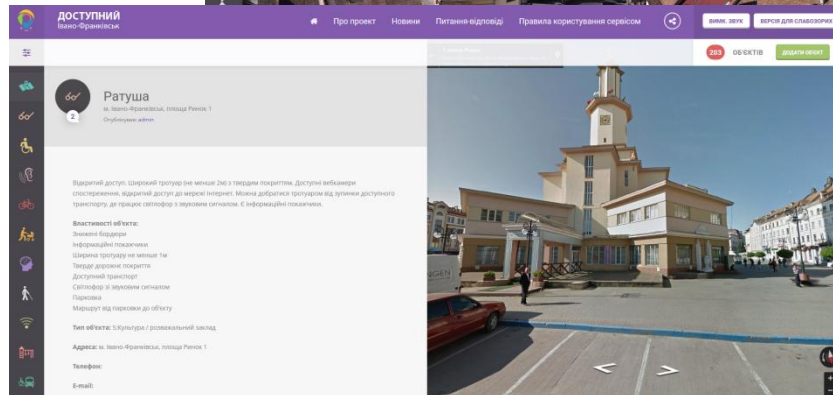 ДОСТУПНИЙ
Івано-Франківськ
Про проект
Новини
Питання-відповіді
Правила користування сервісом
ВИМК. ЗВУК
ВЕРСІЯ ДЛЯ СЛАБОЗОРИХ
203 ОБ'ЄКТІВ
ДОДАТИ ОБ'ЄКТ
2
Ратуша
м. Івано-Франківськ, площа Ринок 1
Опубліковано admin
Відкритий доступ. Широкий тротуар (не менше 2м) з твердим покриттям. Доступні вебкамери
спостереження, відкритий доступ до мережі інтернет. Можна добратися тротуаром від зупинки доступного
транспорту, де працює світлофор з звуковим сигналом. Є інформаційні показчики.
Властивості об'єкта:
Знижені бордюри
Інформаційні показчики
Ширина тротуару не менше 1м
Тверде дорожнє покриття
Доступний транспорт
Світлофор зі звуковим сигналом
Парковка
Маршрут від парковки до об'єкту
Тип об'єкта: 5.Культура / розважальний заклад
Адреса: м. Івано-Франківськ, площа Ринок 1
Телефон:
E-mail: